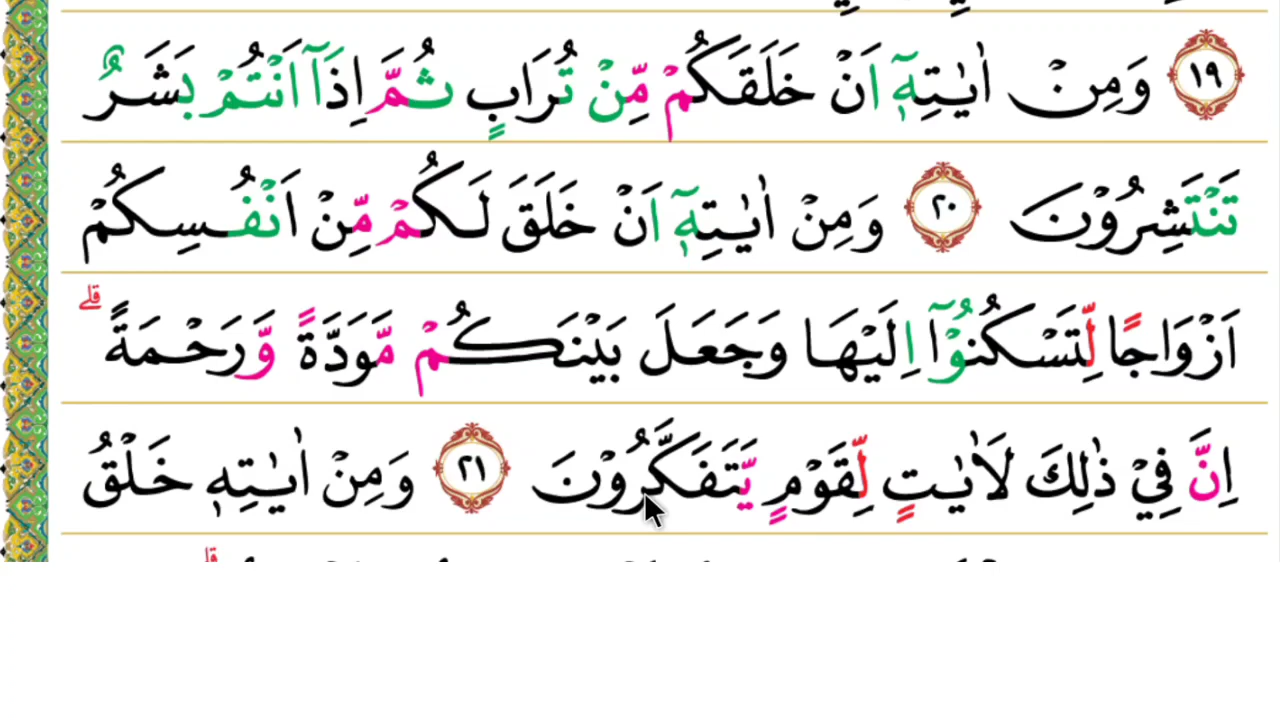 ١٩ وَمِنْ اٰيٰتِهٖٓ اَنْ خَلَقَكُمْ مِّنْ تُرَابٍ ثُمَّ اِذَآ اَنْتُمْ بَشَرٌ
تَنْتَشِرُوْنَ ٢٠ وَمِنْ اٰيٰتِهٖٓ اَنْ خَلَقَ لَكُمْ مِّنْ اَنْفُسِكُمْ
اَزْوَاجًا لِّتَسْكُنُوْٓا اِلَيْهَا وَجَعَلَ بَيْنَكُمْ مَّوَدَّةً وَّرَحْمَةً ۗ
اِنَّ فِيْ ذٰلِكَ لَاٰيٰتٍ لِّقَوْمٍ يَّتَفَكَّرُوْنَ ٢١ وَمِنْ اٰيٰتِهٖ خَلْقُ